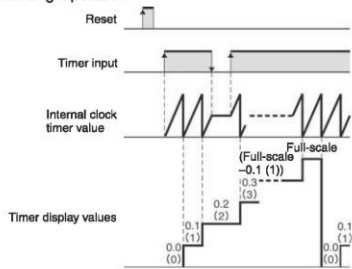 Reset
Timer input
Internal clock
timer value
Full-scale
(Full-scale
−0.1 (1))
0.3
(3)
0.2
(2)
Timer display values
0.1
(1)
0.1
(1)
0.0
(0)
0.0
(0)